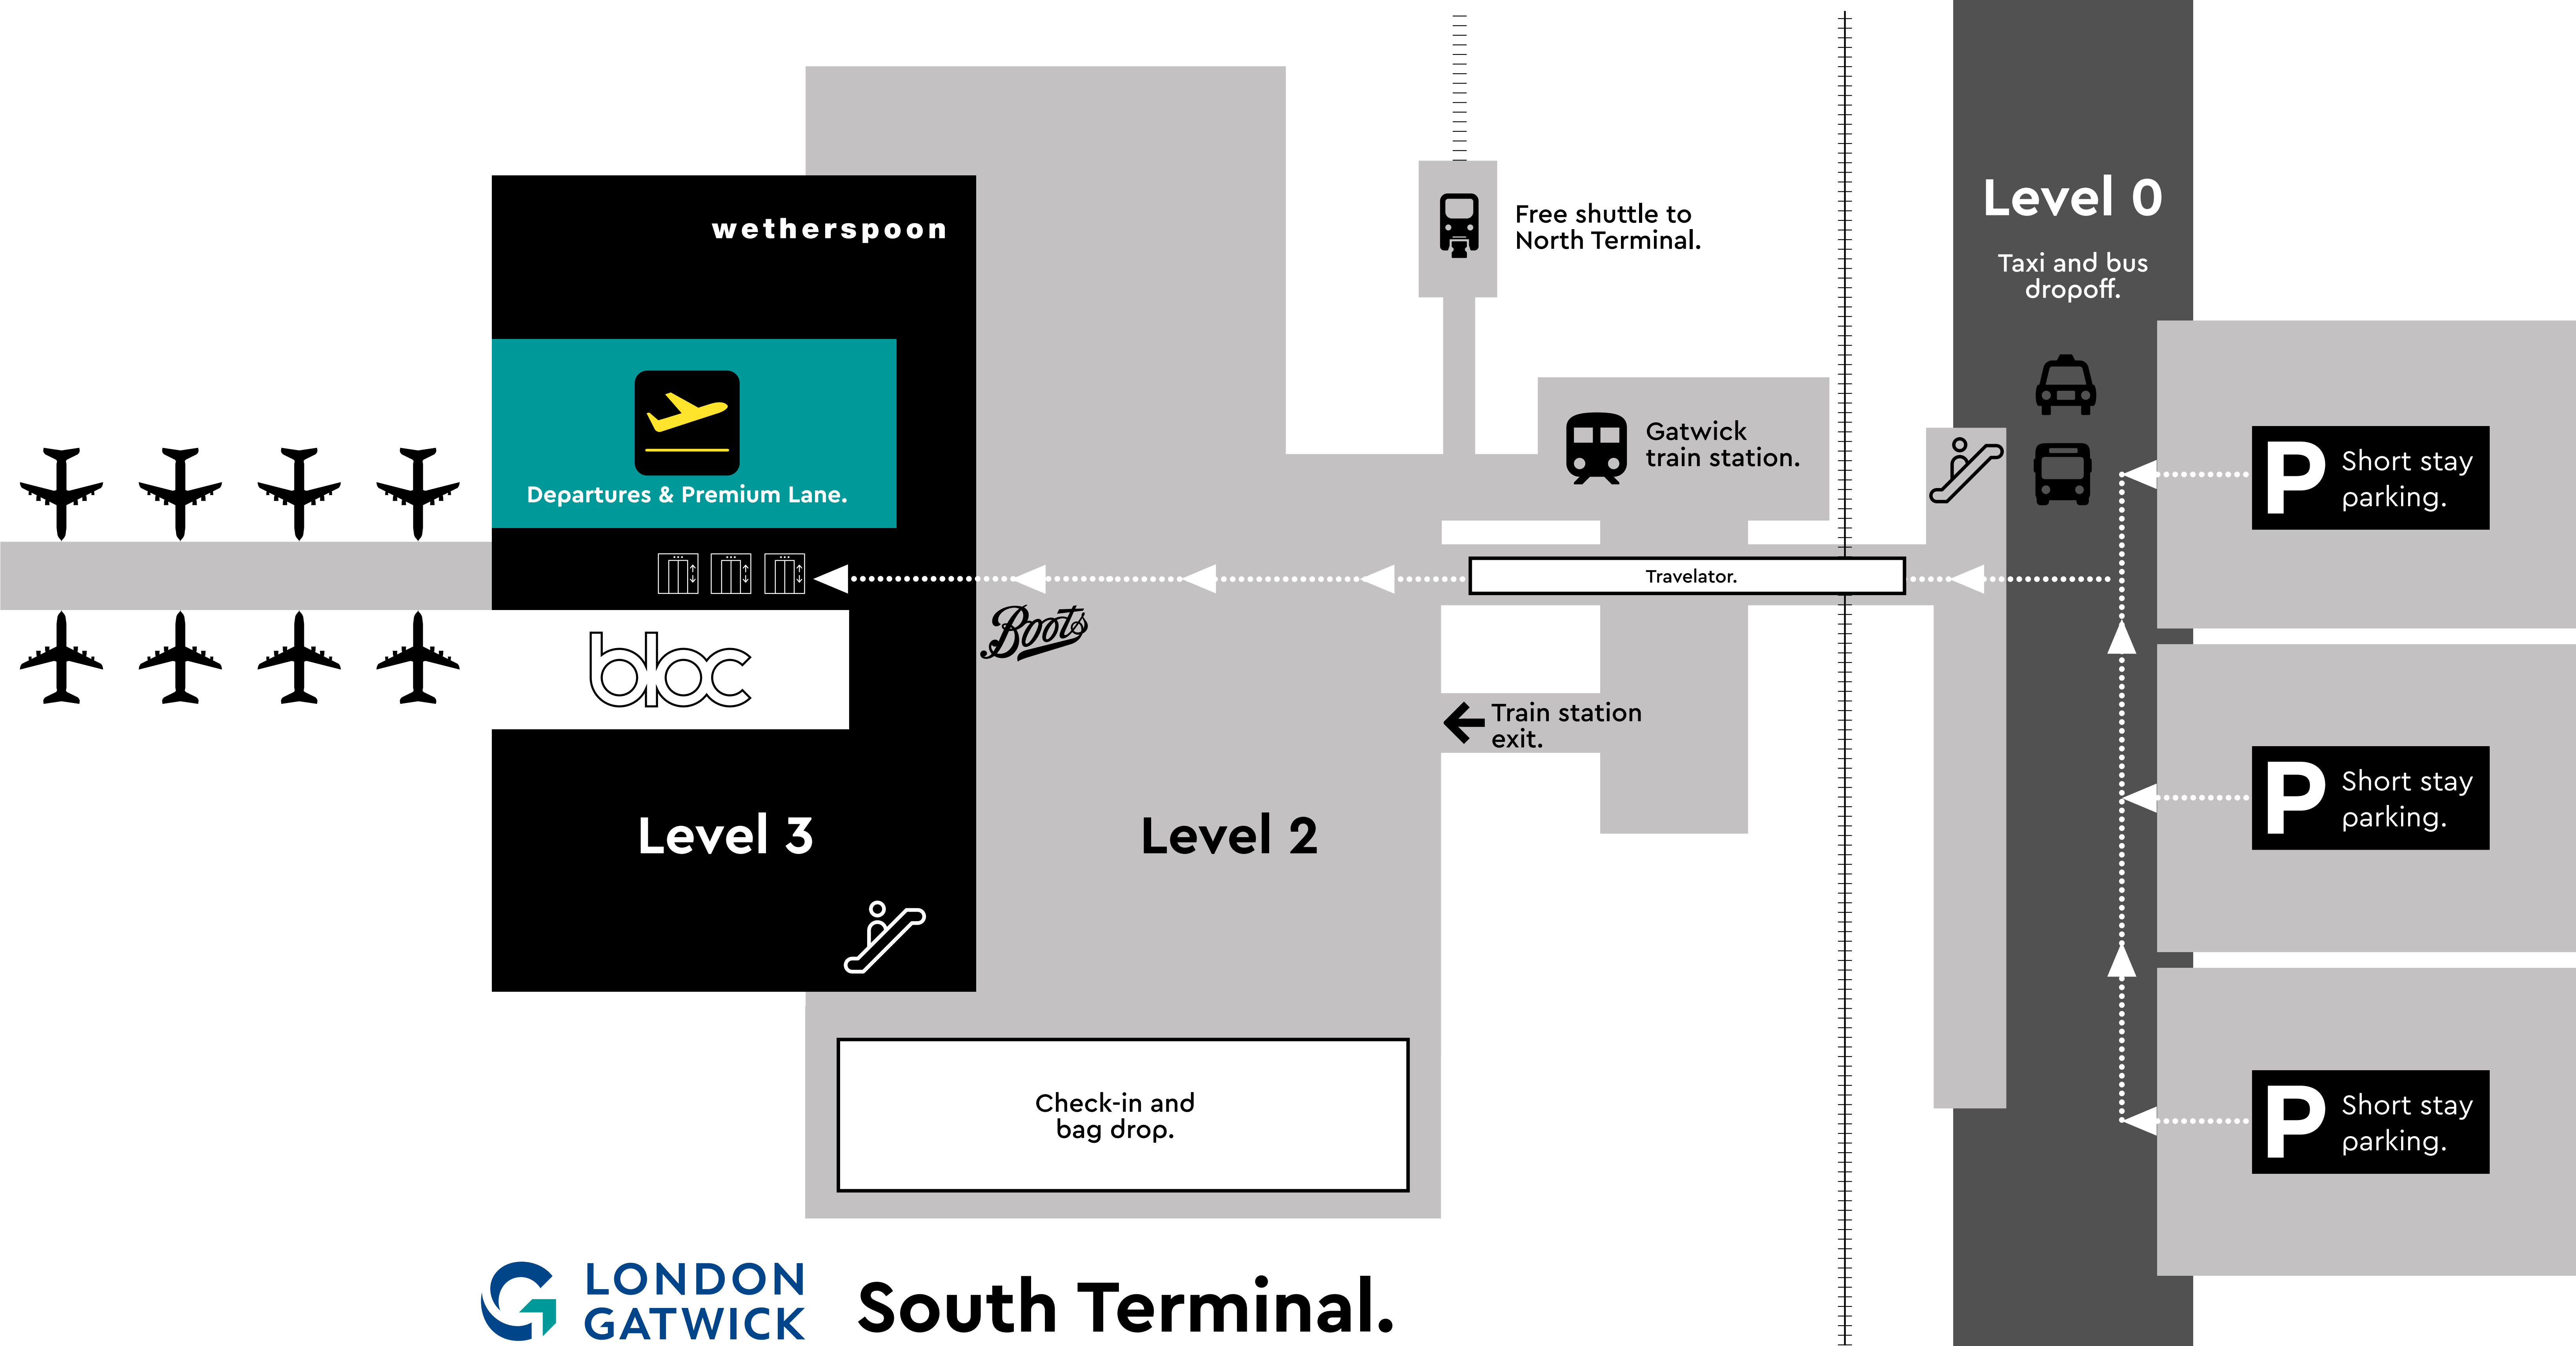 wetherspoon
Departures & Premium Lane.
bloc
Level 3
Boots
Level 2
Check-in and
bag drop.
Free shuttle to
North Terminal.
Gatwick
train station.
Travelator.
Train station
exit.
Level 0
Taxi and bus
dropoff.
P Short stay
parking.
P Short stay
parking.
P Short stay
parking.
LONDON
GATWICK
South Terminal.